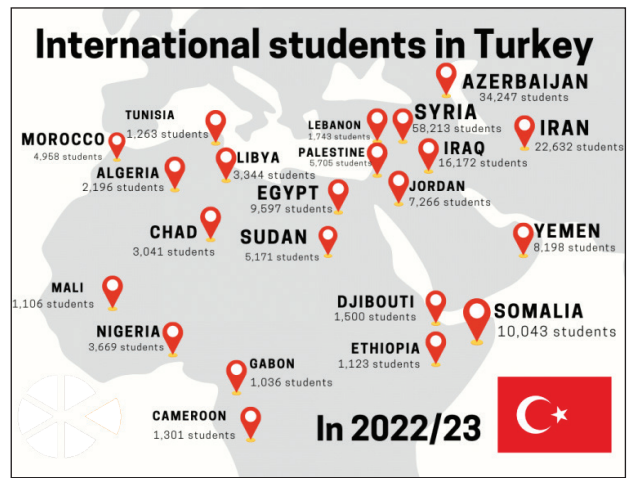 International students in Turkey
AZERBAIJAN
34,247 students
TUNISIA
1,263 students
LEBANON
1,743 students
SYRIA
58,213 students
IRAN
22,632 students
MOROCCO
4,958 students
ALGERIA
2,196 students
LIBYA
3,344 students
PALESTINE
5,705 students
IRAQ
16,172 students
EGYPT
9,597 students
JORDAN
7,266 students
CHAD
3,041 students
SUDAN
5,171 students
YEMEN
8,198 students
MALI
1,106 students
DJIBOUTI
1,500 students
SOMALIA
10,043 students
NIGERIA
3,669 students
ETHIOPIA
1,123 students
GABON
1,036 students
CAMEROON
1,301 students
In 2022/23